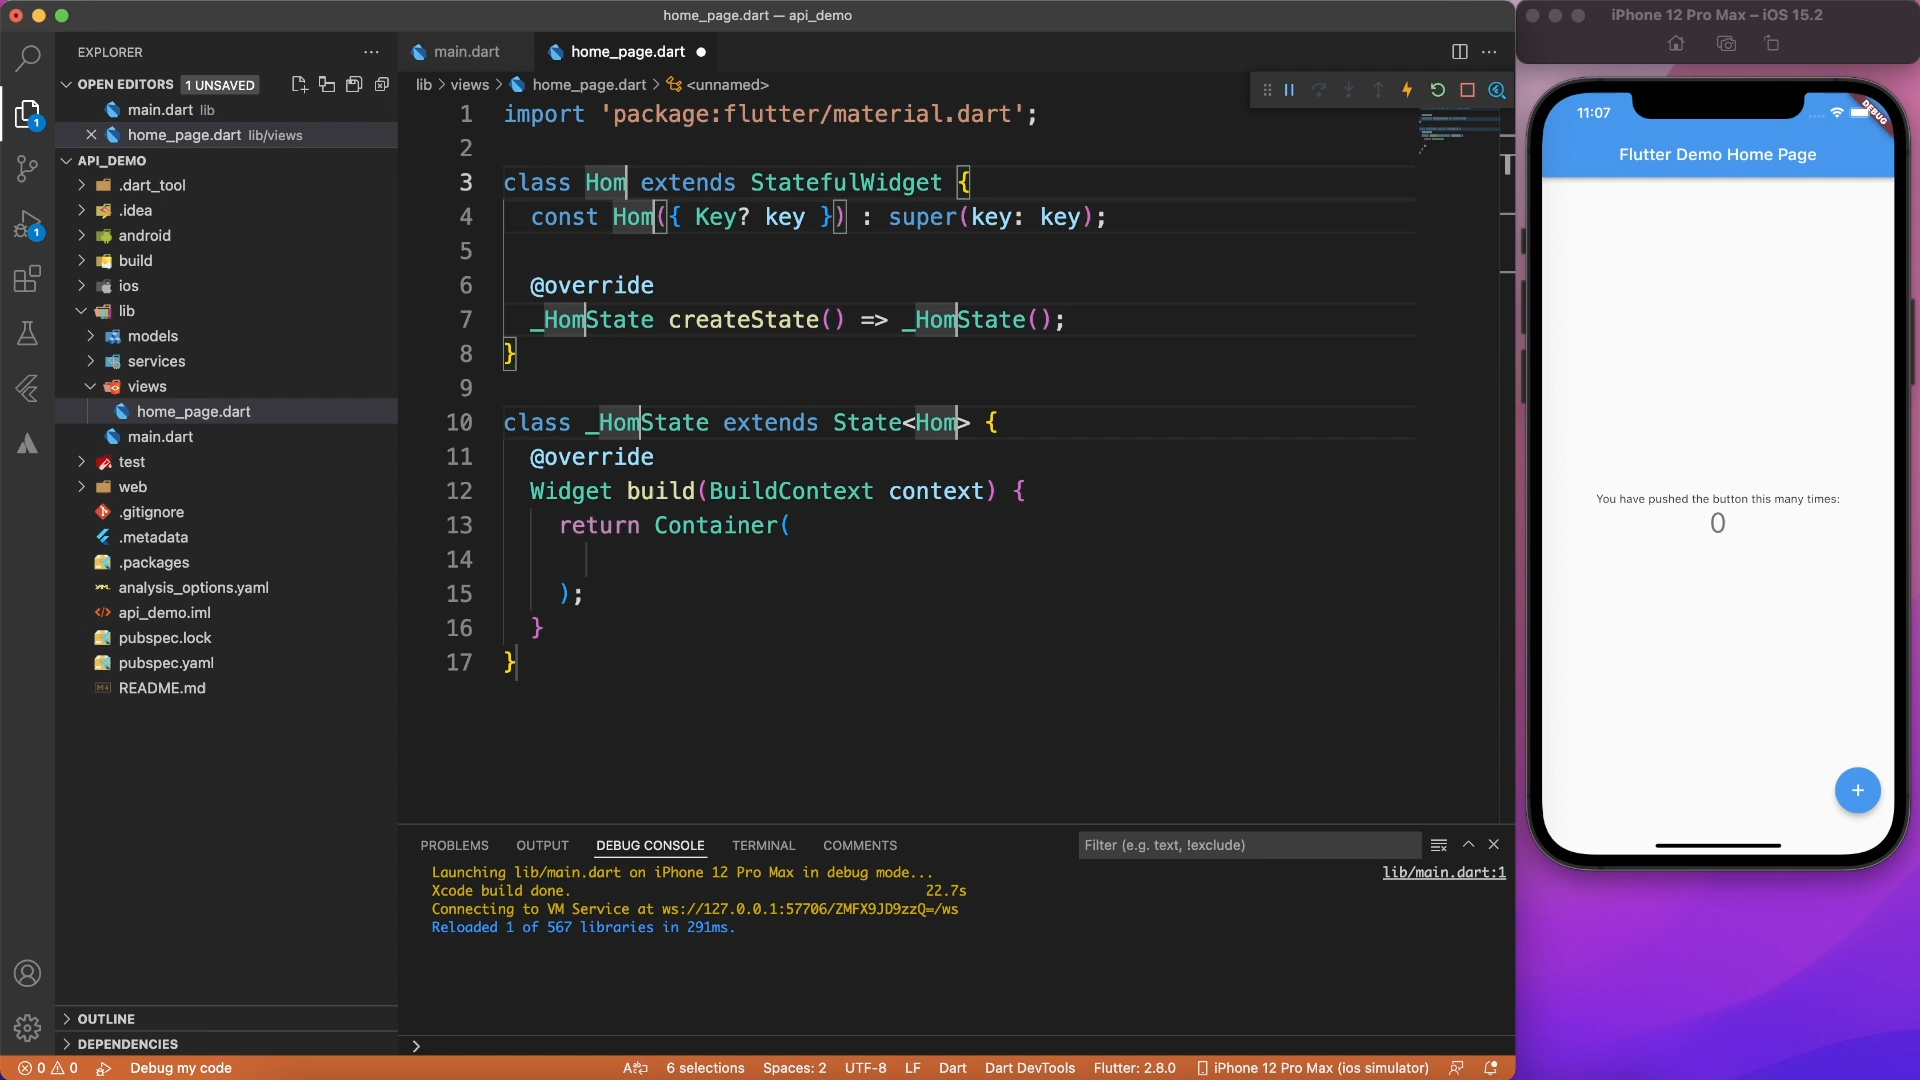 home_page.dart — api_demo
EXPLORER
OPEN EDITORS 1 UNSAVED
main.dart lib
home_page.dart lib/views
API_DEMO
.dart_tool
.idea
android
build
ios
lib
models
services
views
home_page.dart
main.dart
test
web
.gitignore
.metadata
.packages
analysis_options.yaml
api_demo.iml
pubspec.lock
pubspec.yaml
README.md
OUTLINE
DEPENDENCIES
1
1
main.dart
home_page.dart
lib > views > home_page.dart > <unnamed>
1 import 'package:flutter/material.dart';
2
3 class Hom extends StatefulWidget {
4 const Hom({ Key? key }) : super(key: key);
5
6 @override
7 _HomState createState() => _HomState();
8 }
9
10 class _HomState extends State<Hom> {
11 @override
12 Widget build(BuildContext context) {
13 return Container(
14
15 );
16 }
17 }
PROBLEMS OUTPUT DEBUG CONSOLE TERMINAL COMMENTS
Filter (e.g. text, !exclude)
Launching lib/main.dart on iPhone 12 Pro Max in debug mode...
lib/main.dart:1
Xcode build done. 22.7s
Connecting to VM Service at ws://127.0.0.1:57706/ZMFX9JD9zzQ=/ws
Reloaded 1 of 567 libraries in 291ms.
0 0 Debug my code 6 selections Spaces: 2 UTF-8 LF Dart Dart DevTools Flutter: 2.8.0 iPhone 12 Pro Max (ios simulator)
iPhone 12 Pro Max – iOS 15.2
11:07
DEBUG
Flutter Demo Home Page
You have pushed the button this many times:
0
+